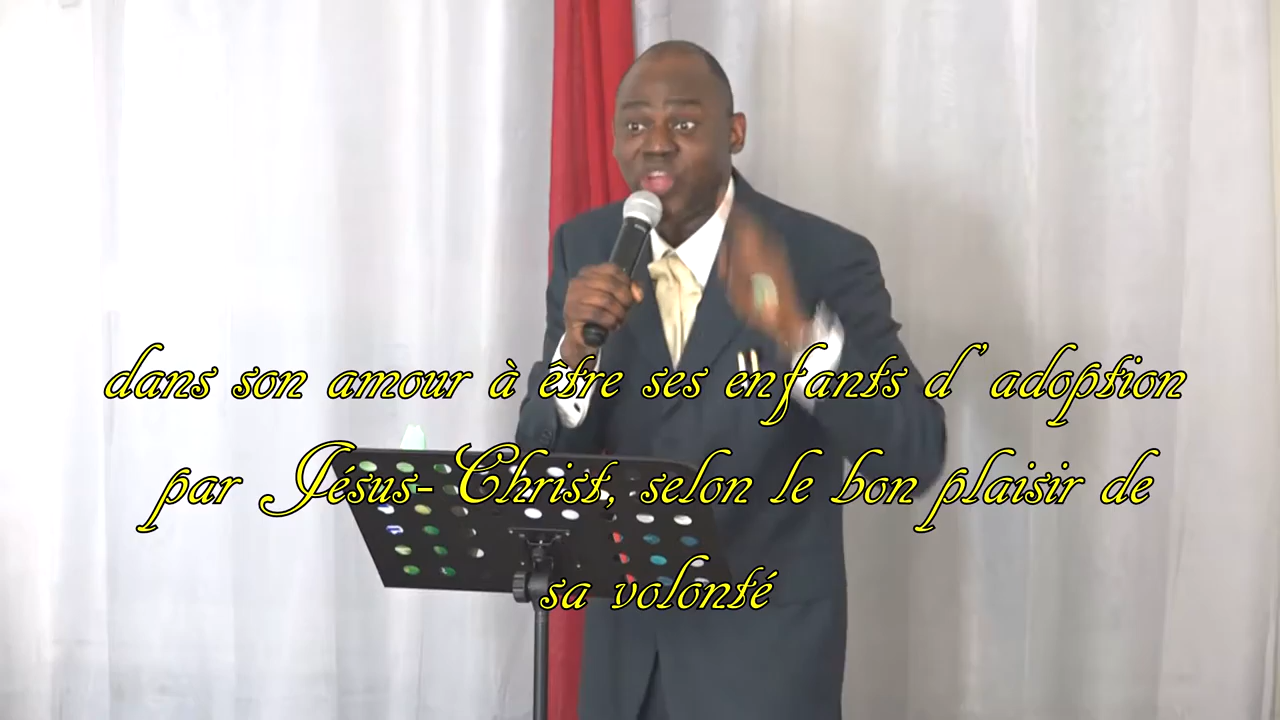 dans son amour à être ses enfants d' adoption
par Jésus- Christ, selon le bon plaisir de
sa volonté